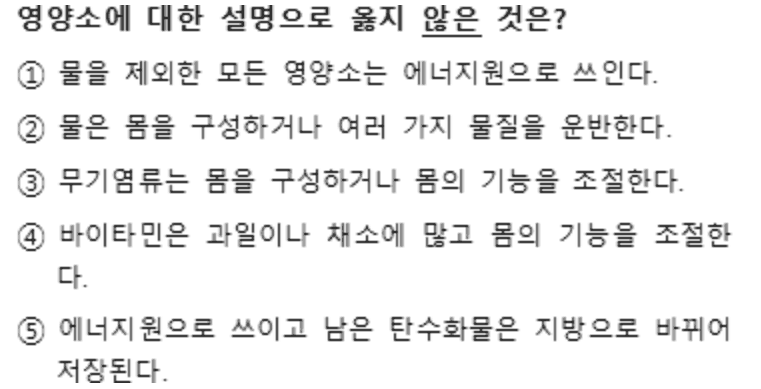 영양소에 대한 설명으로 옳지 않은 것은?
① 물을 제외한 모든 영양소는 에너지원으로 쓰인다.
② 물은 몸을 구성하거나 여러 가지 물질을 운반한다.
③ 무기염류는 몸을 구성하거나 몸의 기능을 조절한다.
④ 바이타민은 과일이나 채소에 많고 몸의 기능을 조절한
다.
⑤ 에너지원으로 쓰이고 남은 탄수화물은 지방으로 바뀌어
저장된다.